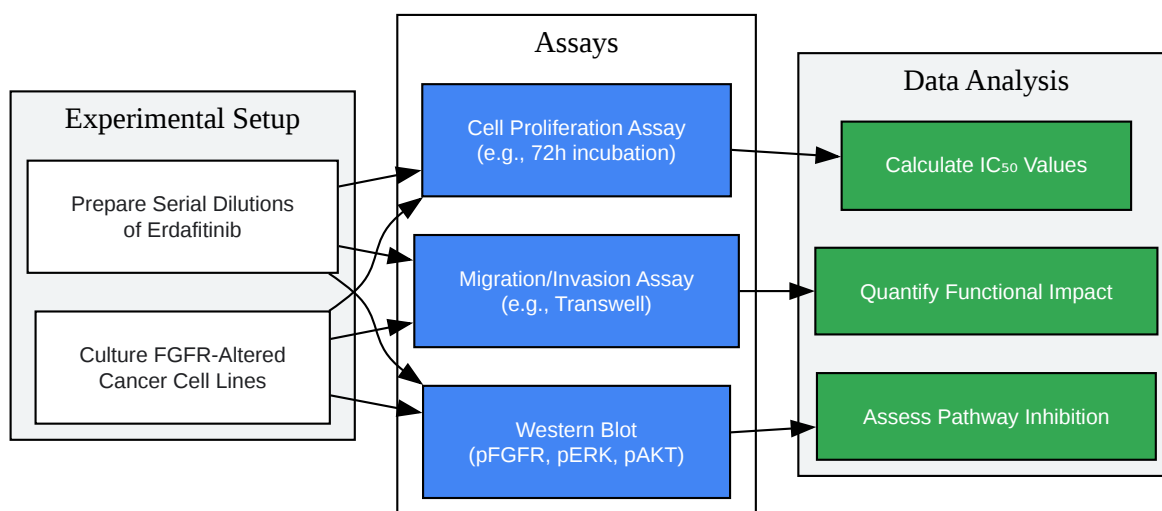 Experimental Setup
Prepare Serial Dilutions
of Erdafitinib
Culture FGFR-Altered
Cancer Cell Lines
Assays
Cell Proliferation Assay
(e.g., 72h incubation)
Migration/Invasion Assay
(e.g., Transwell)
Western Blot
(pFGFR, pERK, pAKT)
Data Analysis
Calculate IC₅₀ Values
Quantify Functional Impact
Assess Pathway Inhibition